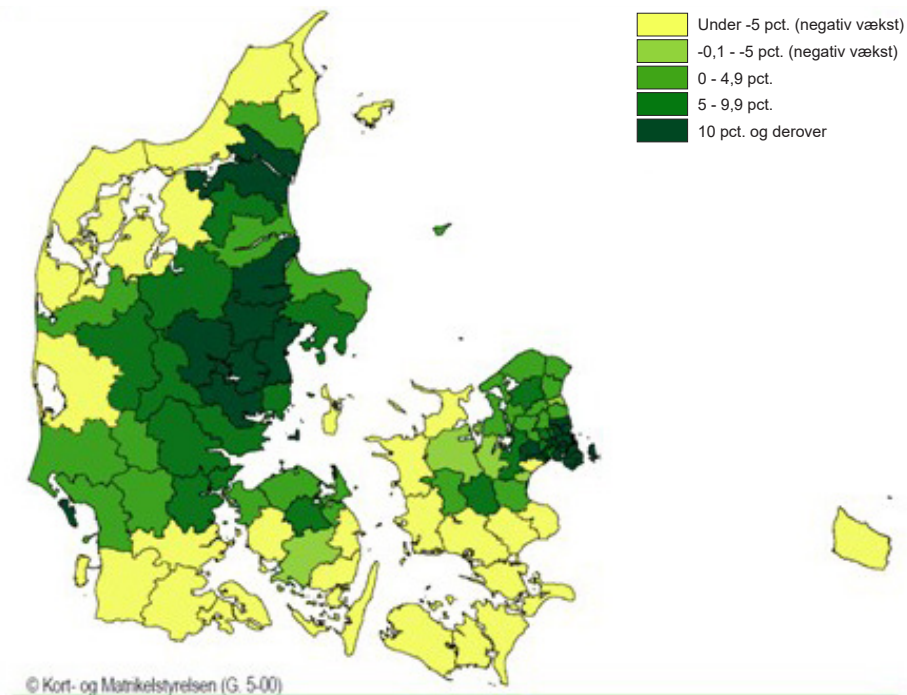 Under -5 pct. (negativ vækst)
-0,1 - -5 pct. (negativ vækst)
0 - 4,9 pct.
5 - 9,9 pct.
10 pct. og derover
© Kort- og Matrikelstyrelsen (G. 5-00)